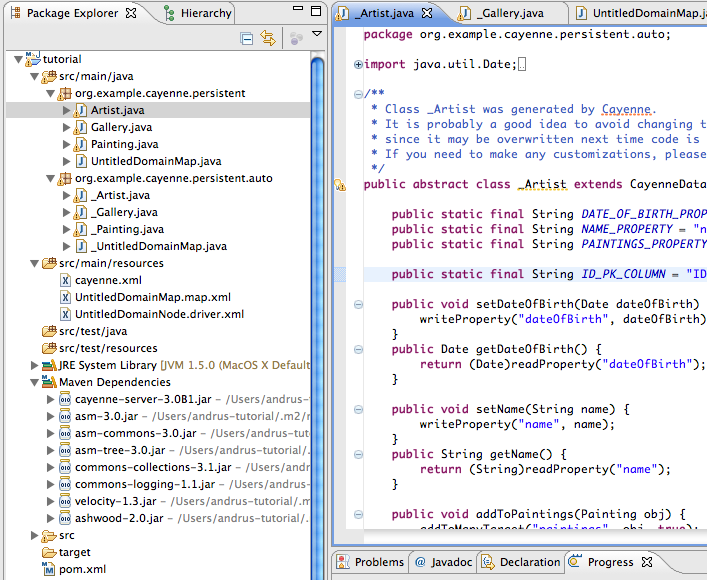 Package Explorer
Hierarchy
tutorial
src/main/java
org.example.cayenne.persistent
Artist.java
Gallery.java
Painting.java
UntitledDomainMap.java
org.example.cayenne.persistent.auto
_Artist.java
_Gallery.java
_Painting.java
_UntitledDomainMap.java
src/main/resources
cayenne.xml
UntitledDomainMap.map.xml
UntitledDomainNode.driver.xml
src/test/java
src/test/resources
JRE System Library [JVM 1.5.0 (MacOS X Default
Maven Dependencies
cayenne-server-3.0B1.jar - /Users/andrus
asm-3.0.jar - /Users/andrus-tutorial/.m2/r
asm-commons-3.0.jar - /Users/andrus-tu
asm-tree-3.0.jar - /Users/andrus-tutorial
commons-collections-3.1.jar - /Users/an
commons-logging-1.1.jar - /Users/andrus
velocity-1.3.jar - /Users/andrus-tutorial/.m
ashwood-2.0.jar - /Users/andrus-tutorial/.
src
target
pom.xml
_Artist.java
_Gallery.java
UntitledDomainMap.j
package org.example.cayenne.persistent.auto;
import java.util.Date;
/**
* Class _Artist was generated by Cayenne.
* It is probably a good idea to avoid changing t
* since it may be overwritten next time code is
* If you need to make any customizations, please
*/
public abstract class _Artist extends CayenneData
public static final String DATE_OF_BIRTH_PROP
public static final String NAME_PROPERTY = "n
public static final String PAINTINGS_PROPERTY
public static final String ID_PK_COLUMN = "ID
public void setDateOfBirth(Date dateOfBirth)
writeProperty("dateOfBirth", dateOfBirth)
}
public Date getDateOfBirth() {
return (Date)readProperty("dateOfBirth");
}
public void setName(String name) {
writeProperty("name", name);
}
public String getName() {
return (String)readProperty("name");
}
public void addToPaintings(Painting obj) {
addToManyTarget("paintings", obj, true);
Problems
@ Javadoc
Declaration
Progress